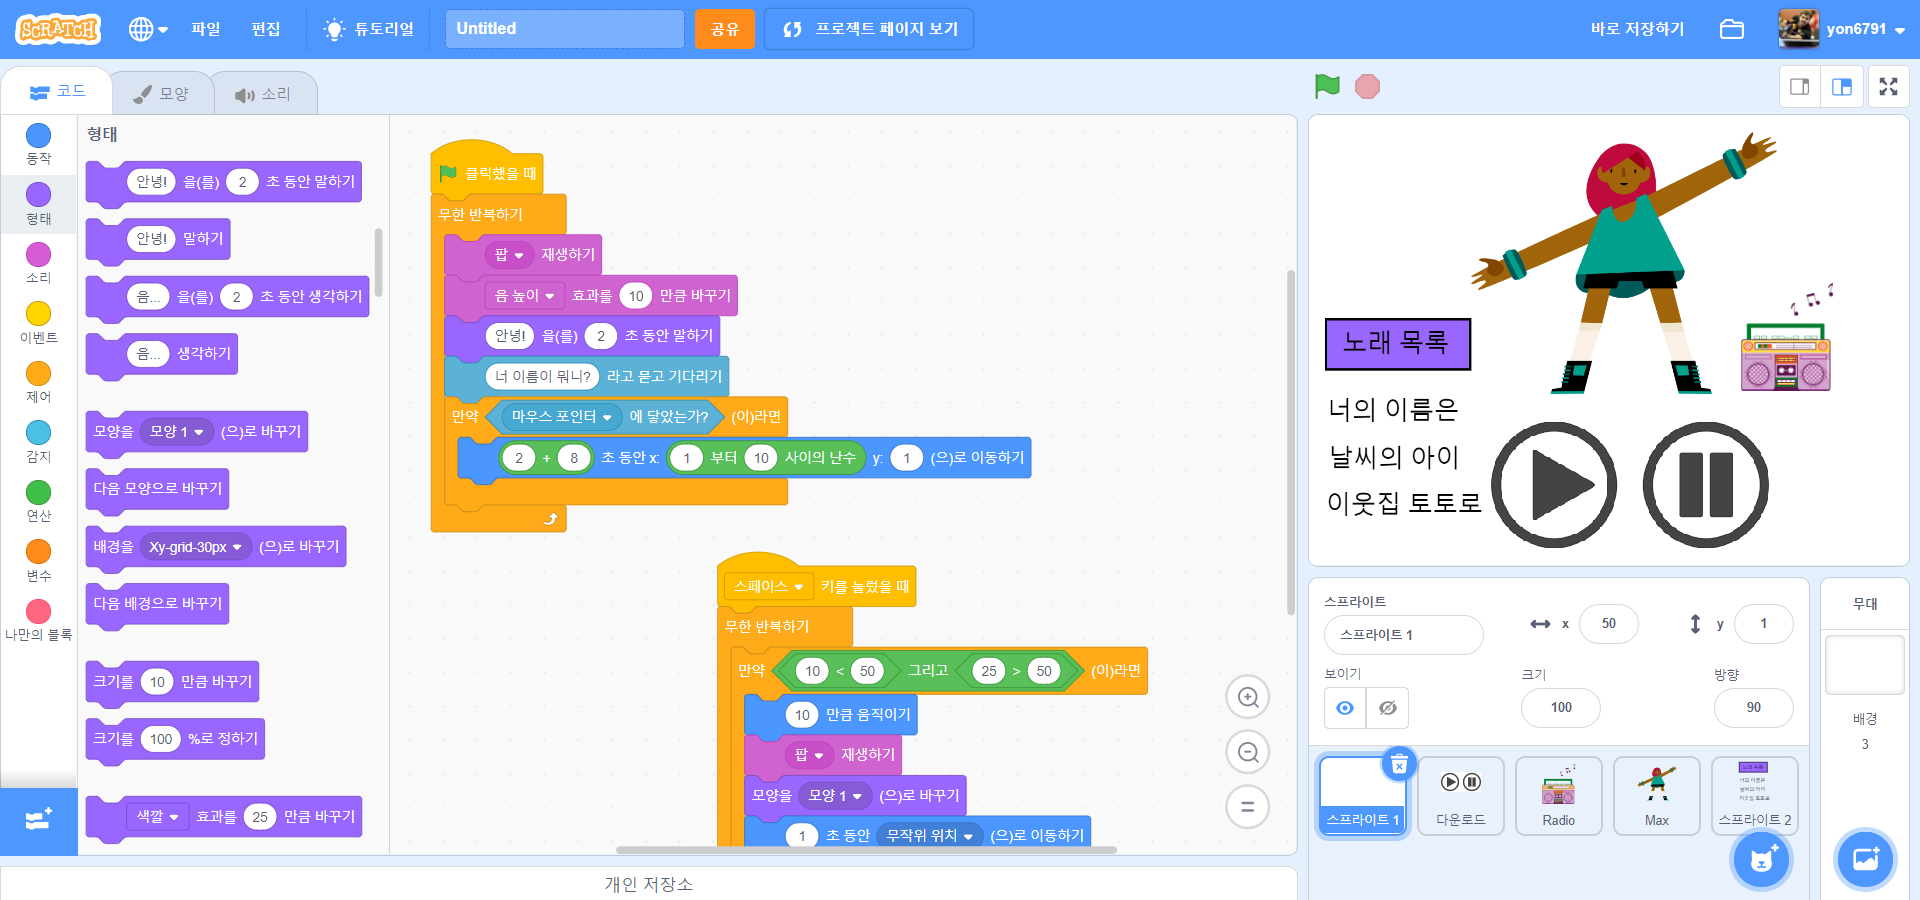 SCRATCH
파일
편집
튜토리얼
Untitled
공유
프로젝트 페이지 보기
바로 저장하기
yon6791
코드
모양
소리
동작
형태
소리
이벤트
제어
감지
연산
변수
나만의 블록
형태
안녕! 을(를) 2 초 동안 말하기
안녕! 말하기
음... 을(를) 2 초 동안 생각하기
음... 생각하기
모양을 모양 1 (으)로 바꾸기
다음 모양으로 바꾸기
배경을 Xy-grid-30px (으)로 바꾸기
다음 배경으로 바꾸기
크기를 10 만큼 바꾸기
크기를 100 %로 정하기
색깔 효과를 25 만큼 바꾸기
클릭했을 때
무한 반복하기
팝 재생하기
음 높이 효과를 10 만큼 바꾸기
안녕! 을(를) 2 초 동안 말하기
너 이름이 뭐니? 라고 묻고 기다리기
만약 마우스 포인터 에 닿았는가? (이)라면
2 + 8 초 동안 x: 1 부터 10 사이의 난수 y: 1 (으)로 이동하기
스페이스 키를 눌렀을 때
무한 반복하기
만약 10 < 50 그리고 25 > 50 (이)라면
10 만큼 움직이기
팝 재생하기
모양을 모양 1 (으)로 바꾸기
1 초 동안 무작위 위치 (으)로 이동하기
개인 저장소
노래 목록
너의 이름은
날씨의 아이
이웃집 토토로
스프라이트
스프라이트 1
x 50
y 1
보이기
크기
100
방향
90
스프라이트 1
다운로드
Radio
Max
노래 목록
너의 이름은
날씨의 아이
이웃집 토토로
스프라이트 2
무대
배경
3